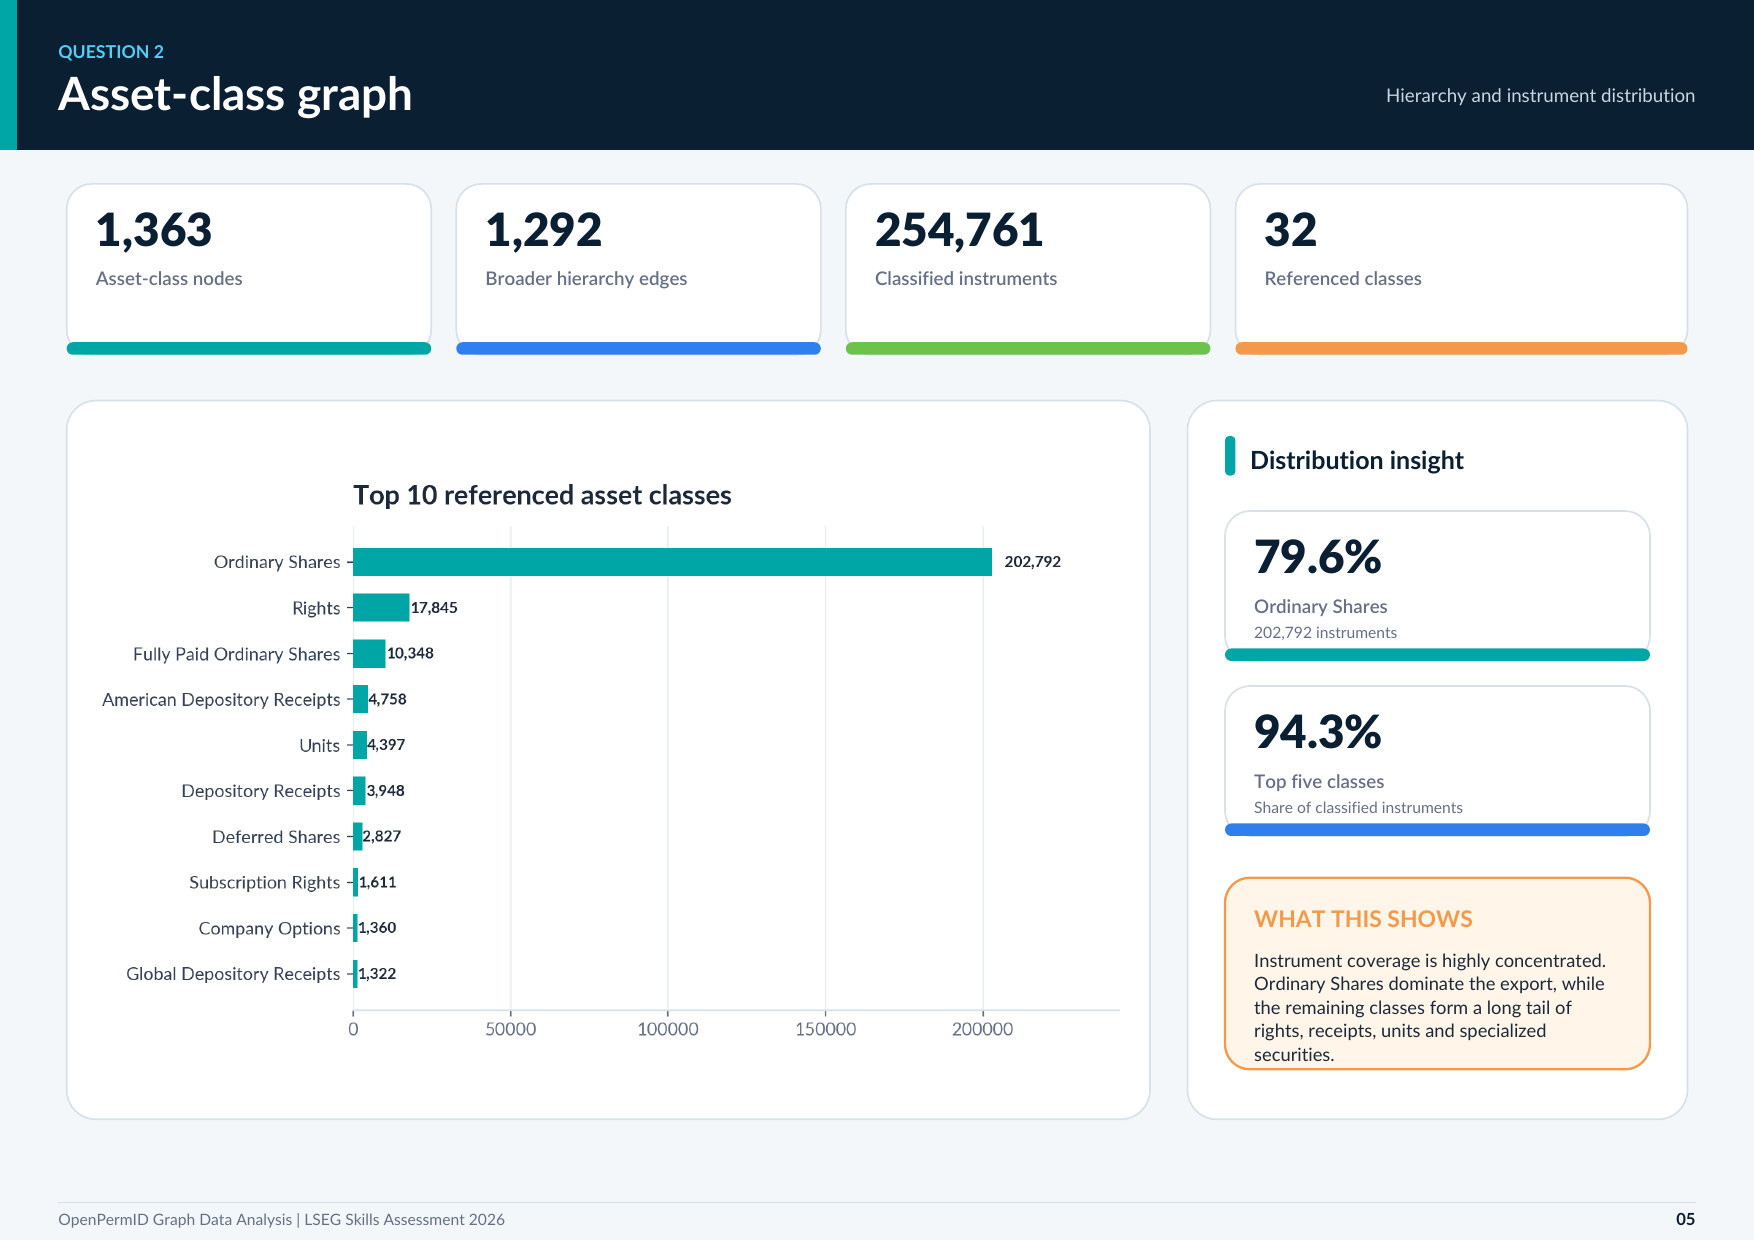 QUESTION 2
Asset-class graph
Hierarchy and instrument distribution
1,363
Asset-class nodes
1,292
Broader hierarchy edges
254,761
Classified instruments
32
Referenced classes
Top 10 referenced asset classes
Ordinary Shares 202,792
Rights 17,845
Fully Paid Ordinary Shares 10,348
American Depository Receipts 4,758
Units 4,397
Depository Receipts 3,948
Deferred Shares 2,827
Subscription Rights 1,611
Company Options 1,360
Global Depository Receipts 1,322
0 50000 100000 150000 200000
Distribution insight
79.6%
Ordinary Shares
202,792 instruments
94.3%
Top five classes
Share of classified instruments
WHAT THIS SHOWS
Instrument coverage is highly concentrated.
Ordinary Shares dominate the export, while
the remaining classes form a long tail of
rights, receipts, units and specialized
securities.
OpenPermID Graph Data Analysis | LSEG Skills Assessment 2026
05